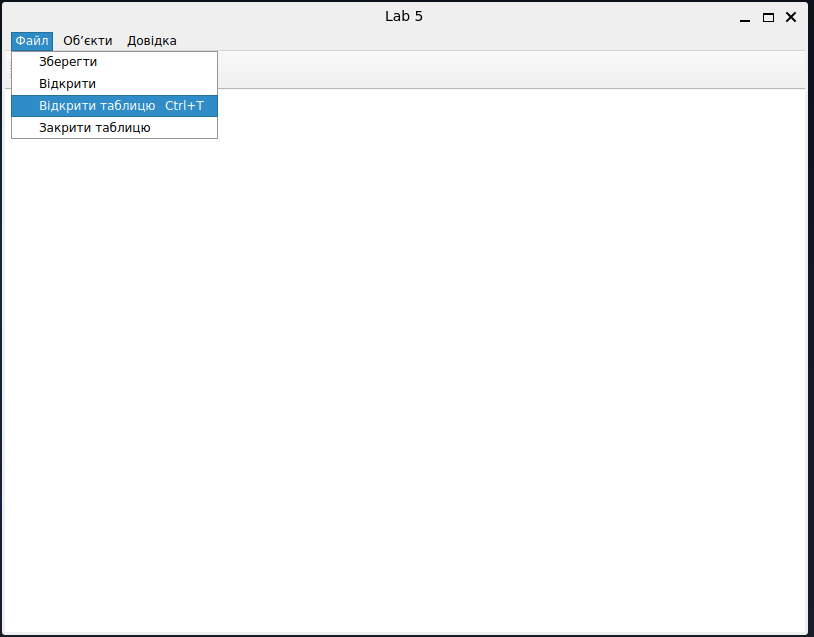 Lab 5
Файл Об’єкти Довідка
Зберегти
Відкрити
Відкрити таблицю Ctrl+T
Закрити таблицю